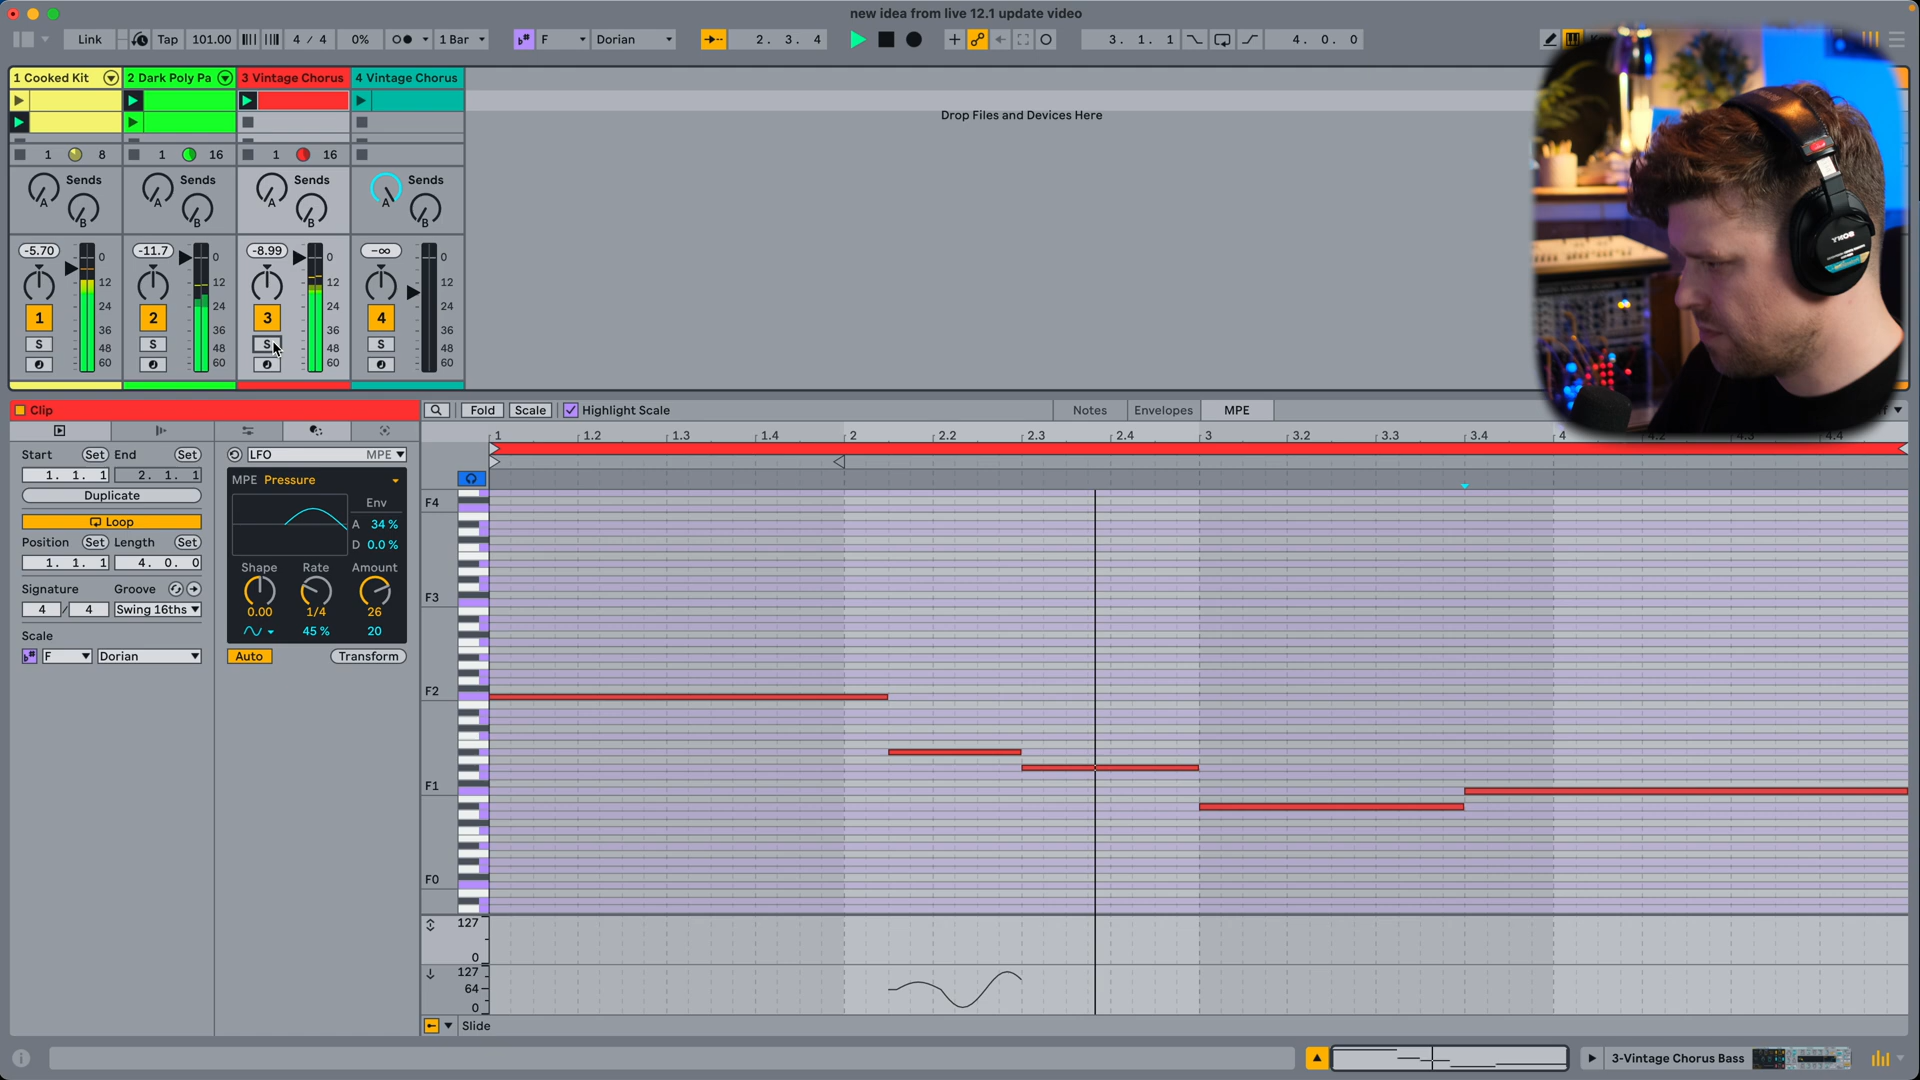 new idea from live 12.1 update video
Link Tap 101.00 4 / 4 0% 1 Bar F Dorian 2. 3. 4 3. 1. 1 4. 0. 0
1 Cooked Kit 2 Dark Poly Pa 3 Vintage Chorus 4 Vintage Chorus
Drop Files and Devices Here
1 8 1 16 1 16
Sends Sends Sends Sends
A B A B A B A B
-5.70 -11.7 -8.99 -∞
0 12 24 36 48 60 0 12 24 36 48 60 0 12 24 36 48 60 0 12 24 36 48 60
1 2 3 4
S S S S
Clip
Fold Scale Highlight Scale Notes Envelopes MPE
1 1.2 1.3 1.4 2 2.2 2.3 2.4 3 3.2 3.3 3.4 4 4.2 4.3 4.4
Start Set End Set
1. 1. 1 2. 1. 1
Duplicate
Loop
Position Set Length Set
1. 1. 1 4. 0. 0
Signature Groove
4 / 4 Swing 16ths
Scale
F Dorian
LFO MPE
MPE Pressure
Env
A 34 %
D 0.0 %
Shape Rate Amount
0.00 1/4 26
45 % 20
Auto Transform
F4
F3
F2
F1
F0
127
0
127
64
0
Slide
3-Vintage Chorus Bass